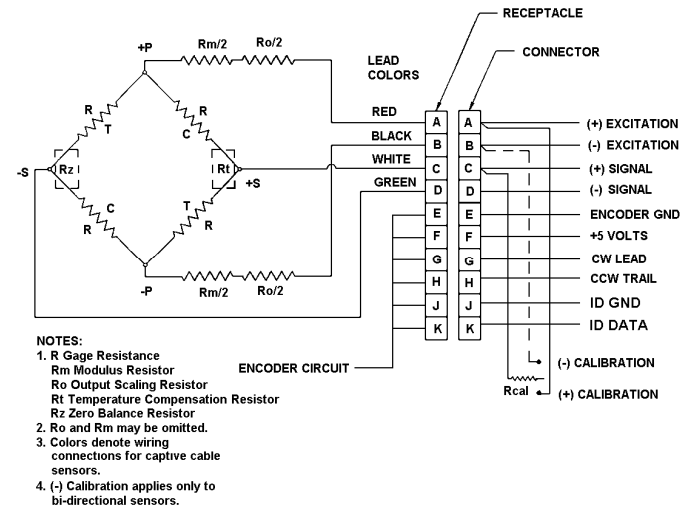 RECEPTACLE
CONNECTOR
+P
Rm/2
Ro/2
LEAD
COLORS
R
T
R
C
RED
A
A
(+) EXCITATION
BLACK
B
B
(-) EXCITATION
-S
Rz
Rt
+S
WHITE
C
C
(+) SIGNAL
GREEN
D
D
(-) SIGNAL
C
R
T
R
E
E
ENCODER GND
F
F
+5 VOLTS
G
G
CW LEAD
H
H
CCW TRAIL
-P
Rm/2
Ro/2
J
J
ID GND
K
K
ID DATA
ENCODER CIRCUIT
(-) CALIBRATION
Rcal
(+) CALIBRATION
NOTES:
1. R Gage Resistance
Rm Modulus Resistor
Ro Output Scaling Resistor
Rt Temperature Compensation Resistor
Rz Zero Balance Resistor
2. Ro and Rm may be omitted.
3. Colors denote wiring
connections for captive cable
sensors.
4. (-) Calibration applies only to
bi-directional sensors.